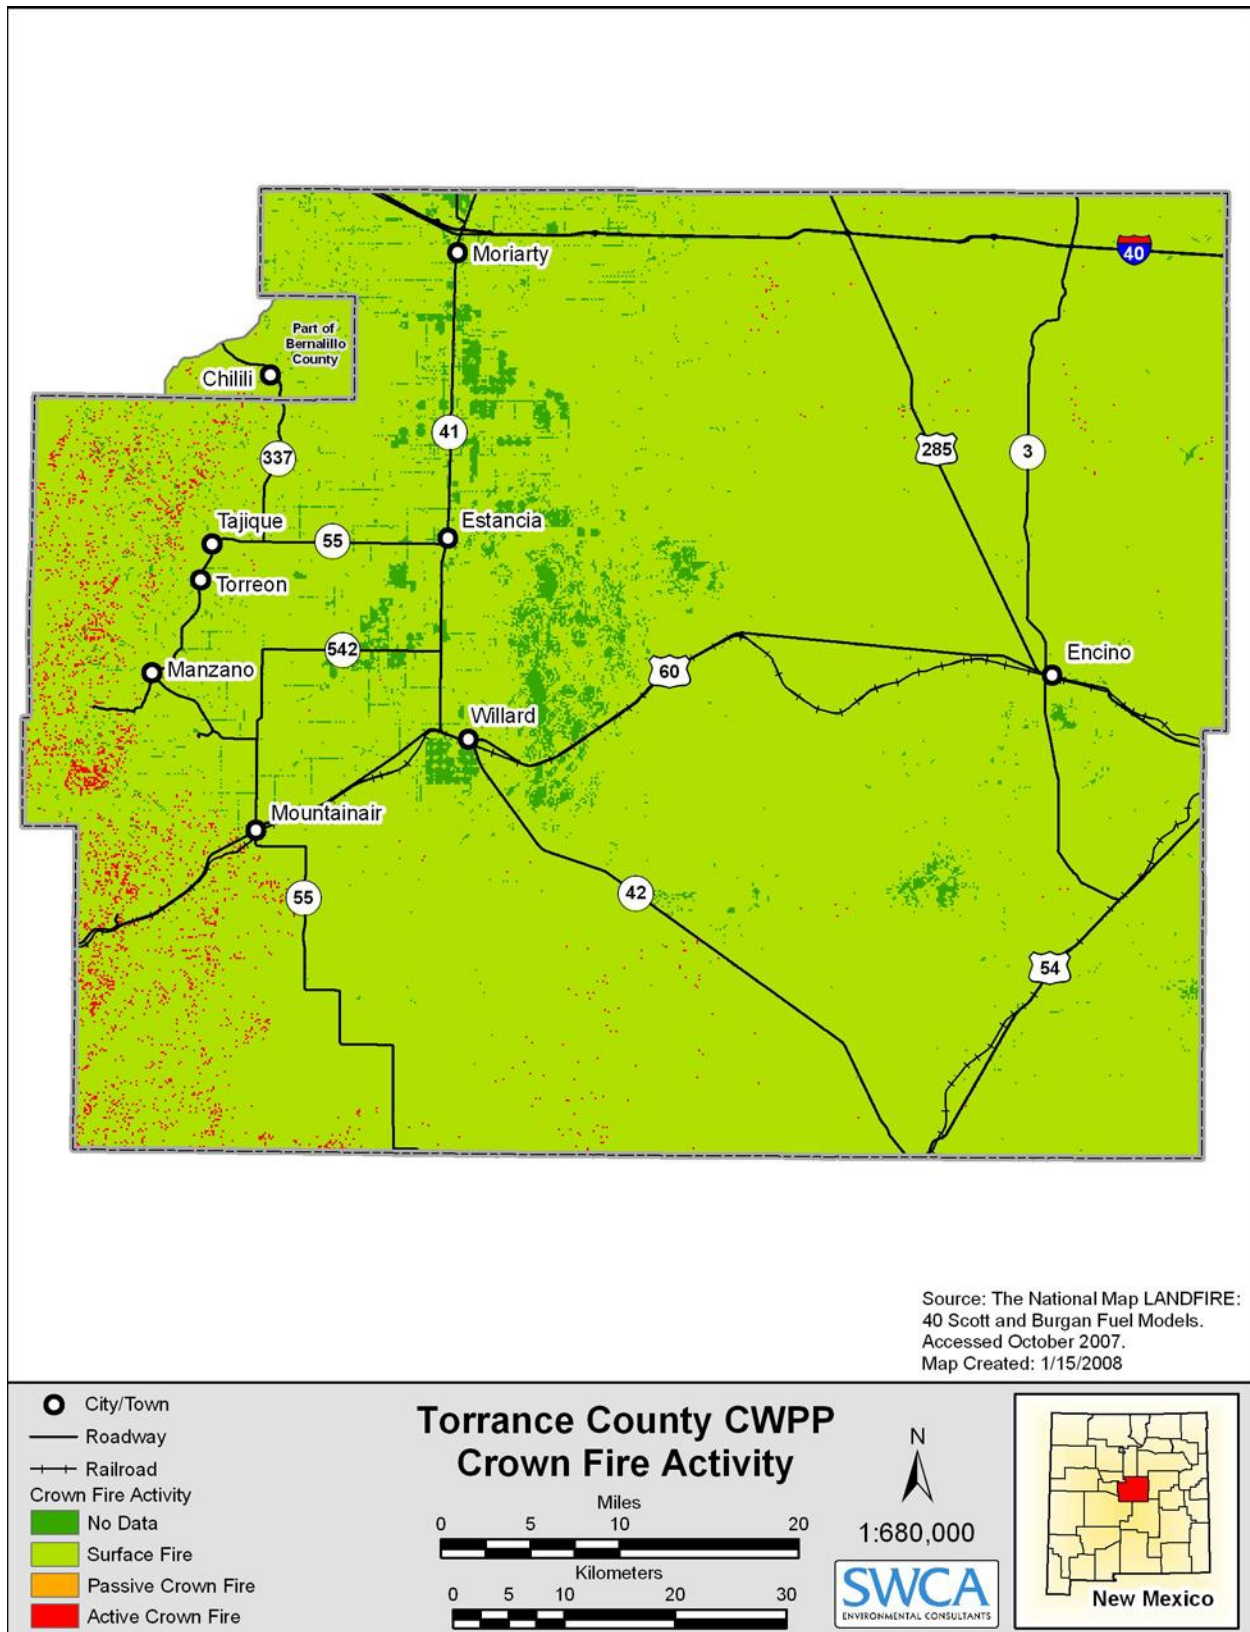 Moriarty
40
Part of
Bernalillo
County
Chilili
41
337
285
3
Tajique
55
Estancia
Torreon
542
60
Encino
Manzano
Willard
Mountainair
55
42
54
Source: The National Map LANDFIRE:
40 Scott and Burgan Fuel Models.
Accessed October 2007.
Map Created: 1/15/2008
City/Town
Roadway
Railroad
Crown Fire Activity
No Data
Surface Fire
Passive Crown Fire
Active Crown Fire
Torrance County CWPP
Crown Fire Activity
Miles
0 5 10 20
Kilometers
0 5 10 20 30
N
1:680,000
SWCA
ENVIRONMENTAL CONSULTANTS
New Mexico